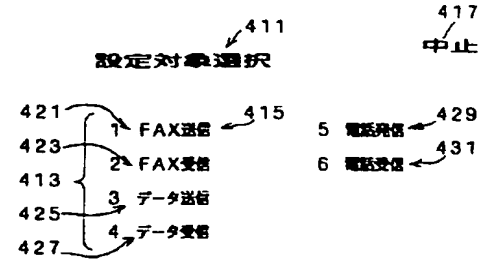 417
411
中止
設定対象選択
421 415 429
1 FAX送信 5 電話発信
423 431
2 FAX受信 6 電話受信
413
3 データ送信
425
4 データ受信
427